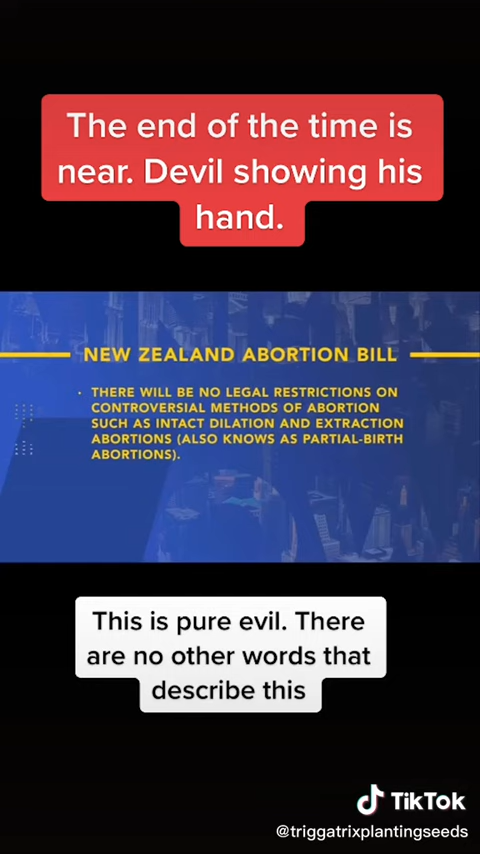 The end of the time is
near. Devil showing his
hand.
NEW ZEALAND ABORTION BILL
· THERE WILL BE NO LEGAL RESTRICTIONS ON
CONTROVERSIAL METHODS OF ABORTION
SUCH AS INTACT DILATION AND EXTRACTION
ABORTIONS (ALSO KNOWS AS PARTIAL-BIRTH
ABORTIONS).
This is pure evil. There
are no other words that
describe this
TikTok
@triggatrixplantingseeds